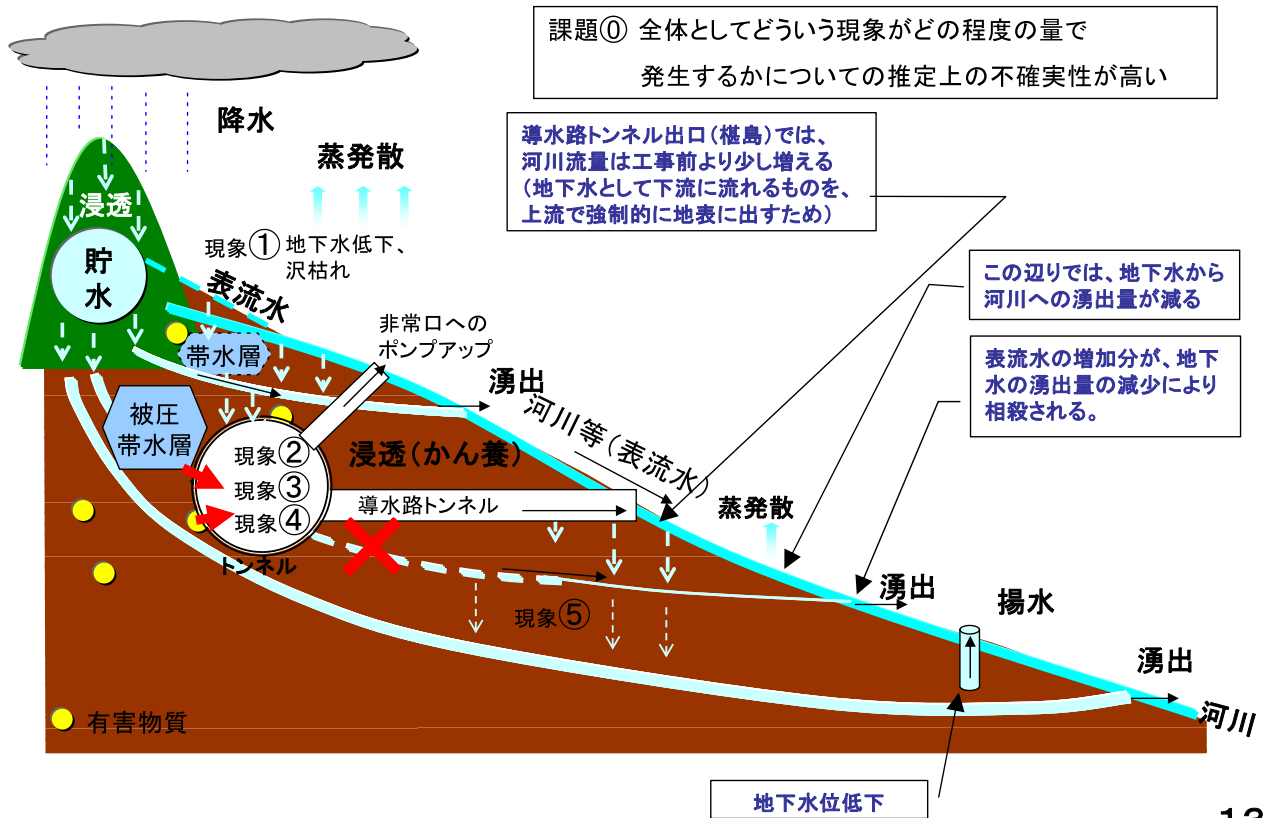 課題⓪ 全体としてどういう現象がどの程度の量で
発生するかについての推定上の不確実性が高い
降水
導水路トンネル出口(椹島)では、
河川流量は工事前より少し増える
(地下水として下流に流れるものを、
上流で強制的に地表に出すため)
蒸発散
浸透
現象① 地下水低下、
沢枯れ
貯
水
表流水
この辺りでは、地下水から
河川への湧出量が減る
非常口への
ポンプアップ
帯水層
表流水の増加分が、地下
水の湧出量の減少により
相殺される。
湧出
河川等(表流水)
被圧
帯水層
現象②
現象③
現象④
トンネル
浸透(かん養)
導水路トンネル
蒸発散
湧出
揚水
現象⑤
湧出
河川
有害物質
地下水位低下